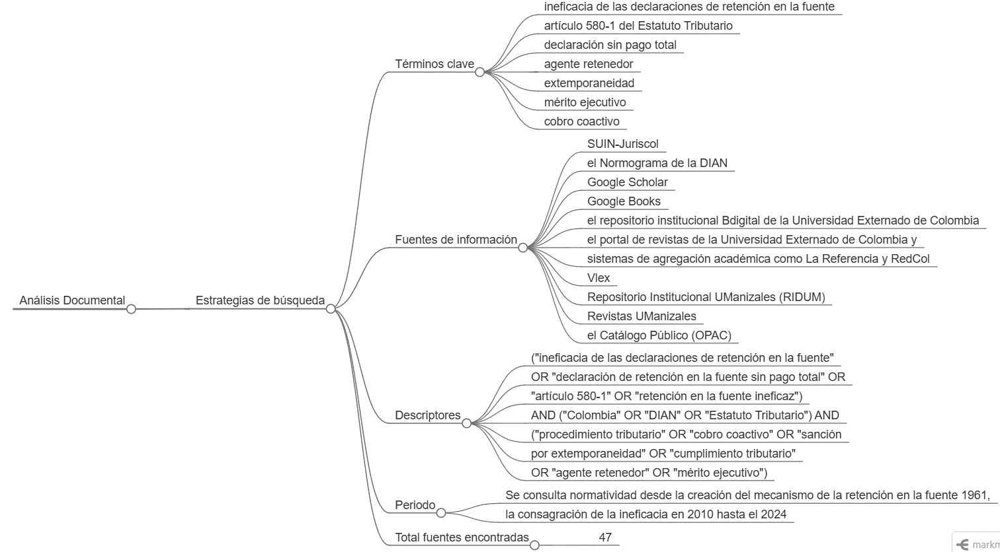 Análisis Documental
Estrategias de búsqueda
Términos clave
ineficacia de las declaraciones de retención en la fuente
artículo 580-1 del Estatuto Tributario
declaración sin pago total
agente retenedor
extemporaneidad
mérito ejecutivo
cobro coactivo
Fuentes de información
SUIN-Juriscol
el Normograma de la DIAN
Google Scholar
Google Books
el repositorio institucional Bdigital de la Universidad Externado de Colombia
el portal de revistas de la Universidad Externado de Colombia y
sistemas de agregación académica como La Referencia y RedCol
Vlex
Repositorio Institucional UManizales (RIDUM)
Revistas UManizales
el Catálogo Público (OPAC)
Descriptores
("ineficacia de las declaraciones de retención en la fuente"
OR "declaración de retención en la fuente sin pago total" OR
"artículo 580-1" OR "retención en la fuente ineficaz")
AND ("Colombia" OR "DIAN" OR "Estatuto Tributario") AND
("procedimiento tributario" OR "cobro coactivo" OR "sanción
por extemporaneidad" OR "cumplimiento tributario"
OR "agente retenedor" OR "mérito ejecutivo")
Periodo
Se consulta normatividad desde la creación del mecanismo de la retención en la fuente 1961,
la consagración de la ineficacia en 2010 hasta el 2024
Total fuentes encontradas
47